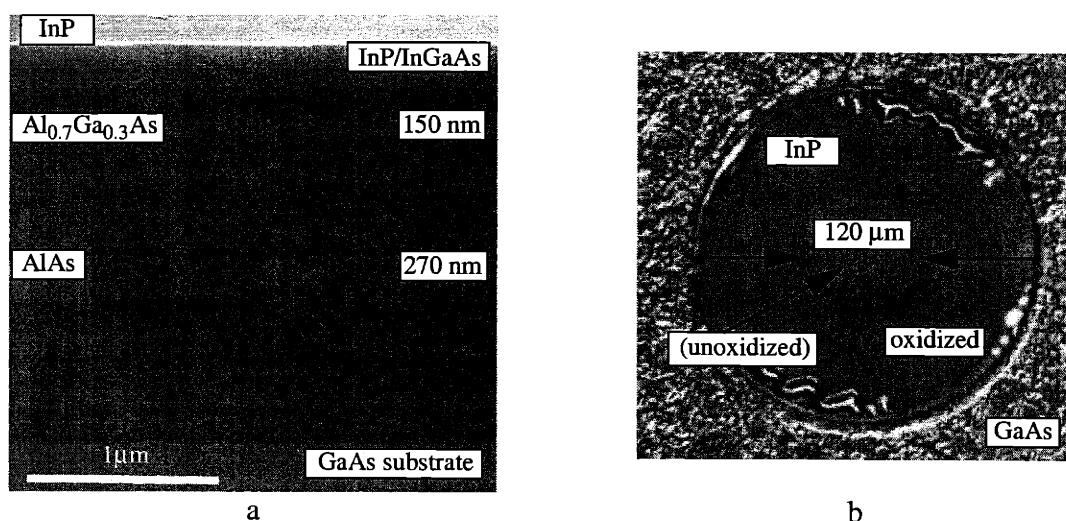 InP
InP/InGaAs
Al0.7Ga0.3As
150 nm
AlAs
270 nm
1µm
GaAs substrate
a
InP
120 µm
(unoxidized)
oxidized
GaAs
b